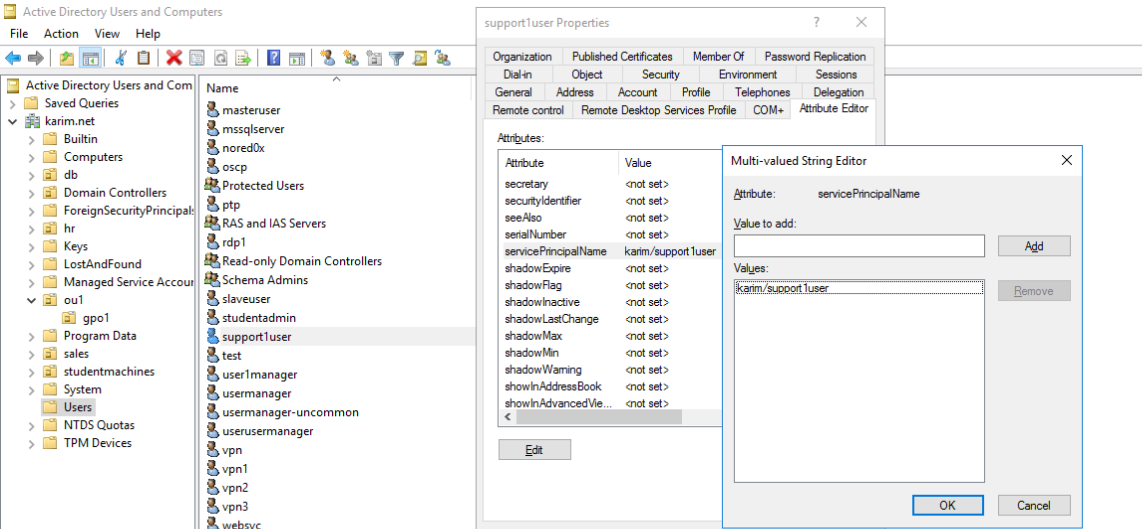 Active Directory Users and Computers
File Action View Help
Active Directory Users and Com
Saved Queries
karim.net
Builtin
Computers
db
Domain Controllers
ForeignSecurityPrincipals
hr
Keys
LostAndFound
Managed Service Accour
ou1
gpo1
Program Data
sales
studentmachines
System
Users
NTDS Quotas
TPM Devices
Name
masteruser
mssqlserver
nored0x
oscp
Protected Users
ptp
RAS and IAS Servers
rdp1
Read-only Domain Controllers
Schema Admins
slaveuser
studentadmin
support1user
test
user1manager
usermanager
usermanager-uncommon
userusermanager
vpn
vpn1
vpn2
vpn3
websvc
support1user Properties ?
Organization Published Certificates Member Of Password Replication
Dial-in Object Security Environment Sessions
General Address Account Profile Telephones Delegation
Remote control Remote Desktop Services Profile COM+ Attribute Editor
Attributes:
Attribute Value
secretary <not set>
securityIdentifier <not set>
seeAlso <not set>
serialNumber <not set>
servicePrincipalName karim/support1user
shadowExpire <not set>
shadowFlag <not set>
shadowInactive <not set>
shadowLastChange <not set>
shadowMax <not set>
shadowMin <not set>
shadowWarning <not set>
showInAddressBook <not set>
showInAdvancedVie... <not set>
Edit
Multi-valued String Editor
Attribute: servicePrincipalName
Value to add:
Add
Values:
karim/support1user
Remove
OK Cancel